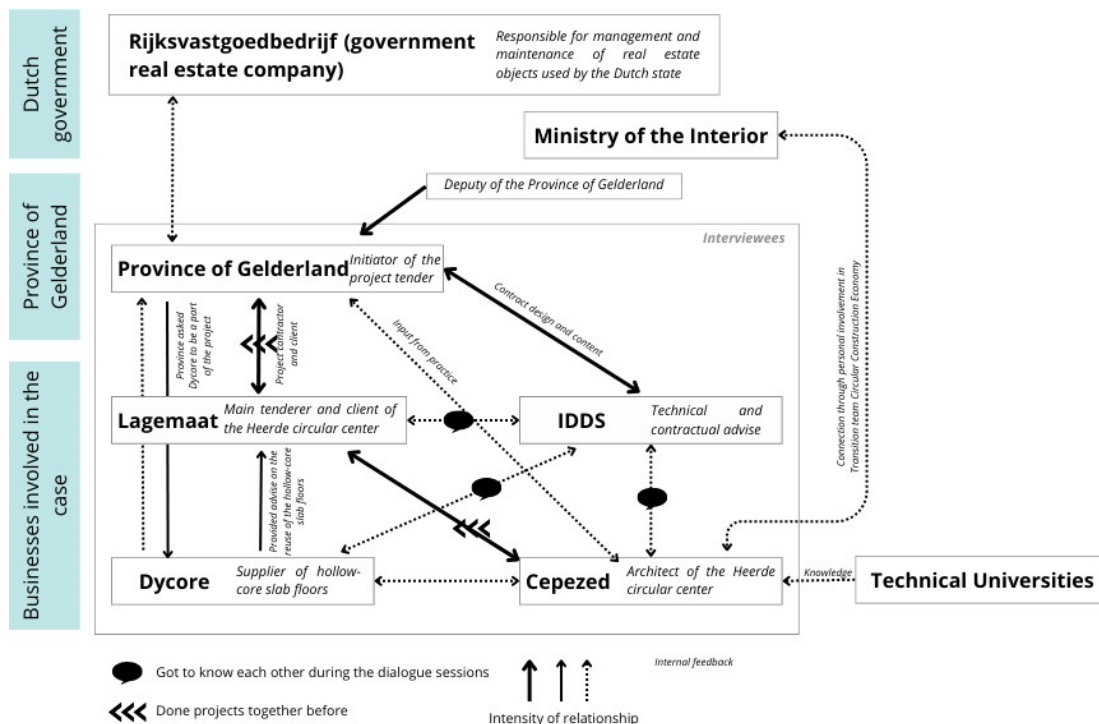 Dutch
government
Rijksvastgoedbedrijf (government
real estate company)
Responsible for management and
maintenance of real estate
objects used by the Dutch state
Ministry of the Interior
Province of
Gelderland
Deputy of the Province of Gelderland
Interviewees
Province of Gelderland
Initiator of the
project tender
Contract design and content
Input from practice
Province asked
Dycore to be a part
of the project
Project contractor
and client
Connection through personal involvement in
Transition team Circular Construction Economy
Businesses involved in the
case
Lagemaat
Main tenderer and client of
the Heerde circular center
IDDS
Technical and
contractual advise
Provided advise on the
reuse of the hollow-core
slab floors
Dycore
Supplier of hollow-
core slab floors
Cepezed
Architect of the Heerde
circular center
Knowledge
Technical Universities
Got to know each other during the dialogue sessions
Done projects together before
Internal feedback
Intensity of relationship